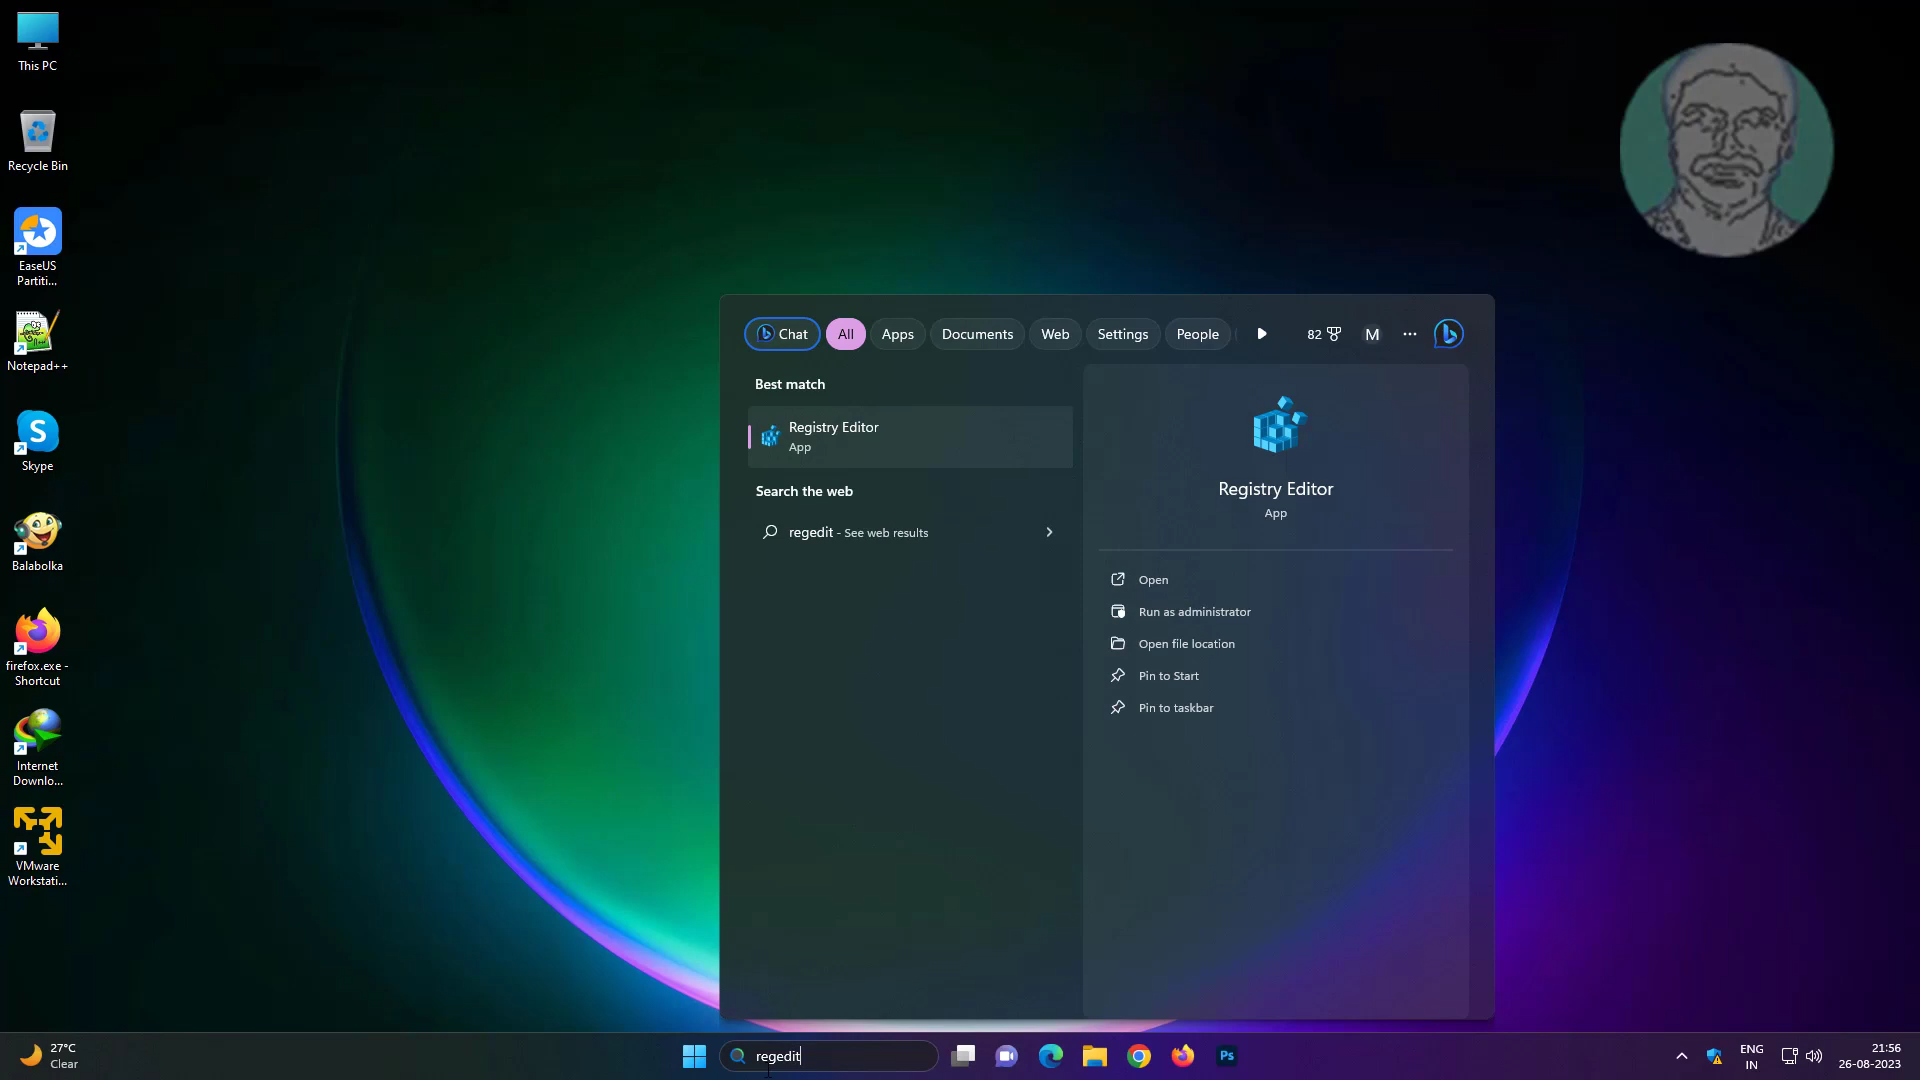 This PC
Recycle Bin
EaseUS
Partiti...
Notepad++
S
Skype
Balabolka
firefox.exe -
Shortcut
Internet
Downlo...
VMware
Workstati...
Chat
All
Apps
Documents
Web
Settings
People
82
M
Best match
Registry Editor
App
Search the web
regedit - See web results
Registry Editor
App
Open
Run as administrator
Open file location
Pin to Start
Pin to taskbar
27°C
Clear
regedit
Ps
ENG
IN
21:56
26-08-2023